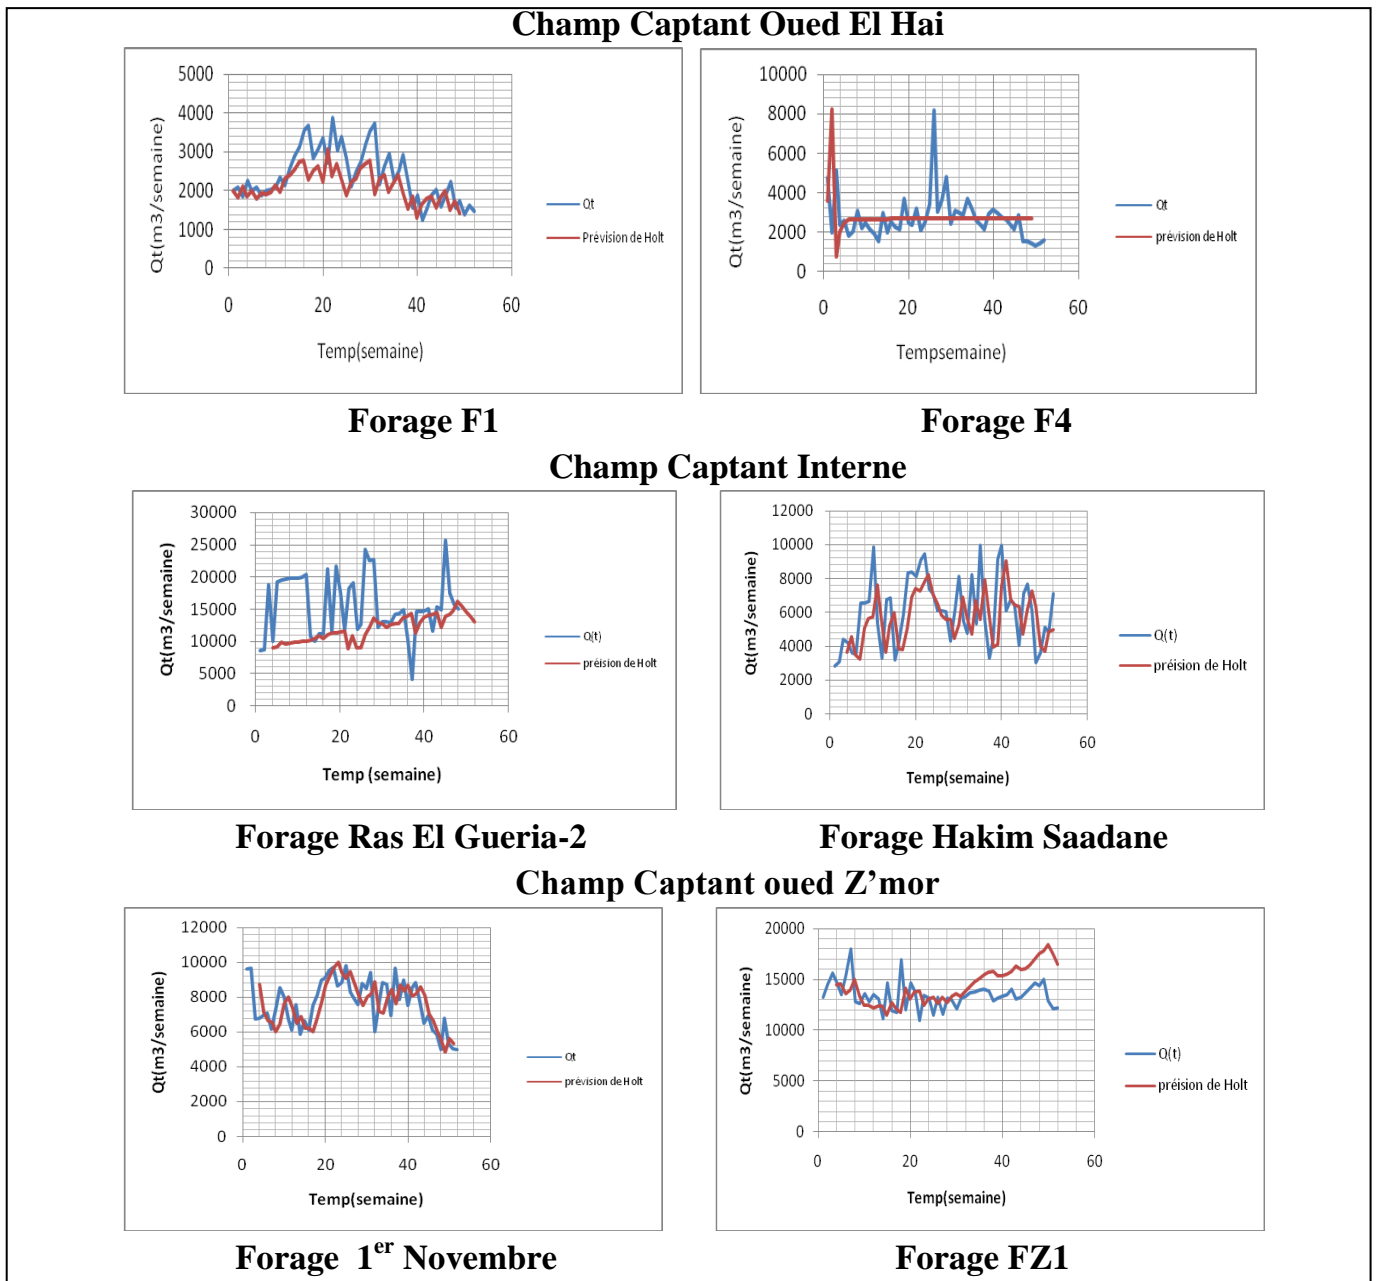 Champ Captant Oued El Hai
5000
4000
3000
2000
1000
0
0 20 40 60
Qt(m3/semaine)
Temp(semaine)
Qt
Prévision de Holt
10000
8000
6000
4000
2000
0
0 20 40 60
Qt(m3/semaine)
Tempsemaine)
Qt
prévision de Holt
Forage F1
Forage F4
Champ Captant Interne
30000
25000
20000
15000
10000
5000
0
0 20 40 60
Qt(m3/semaine)
Temp (semaine)
Q(t)
préision de Holt
12000
10000
8000
6000
4000
2000
0
0 20 40 60
Qt(m3/semaine)
Temp(semaine)
Q(t)
préision de Holt
Forage Ras El Gueria-2
Forage Hakim Saadane
Champ Captant oued Z’mor
12000
10000
8000
6000
4000
2000
0
0 20 40 60
Qt(m3/semaine)
Temp(semaine)
Qt
prévision de Holt
20000
15000
10000
5000
0
0 20 40 60
Qt(m3/semaine)
Temp(semaine)
Q(t)
préision de Holt
Forage 1er Novembre
Forage FZ1